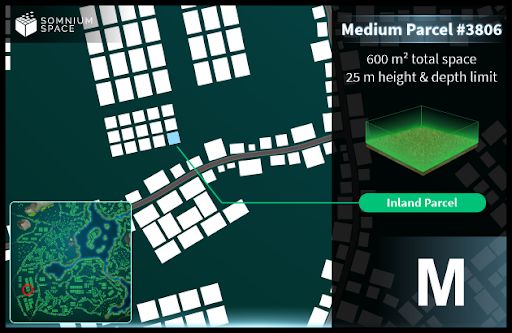 SOMNIUM
SPACE
Medium Parcel #3806
600 m² total space
25 m height & depth limit
Inland Parcel
M